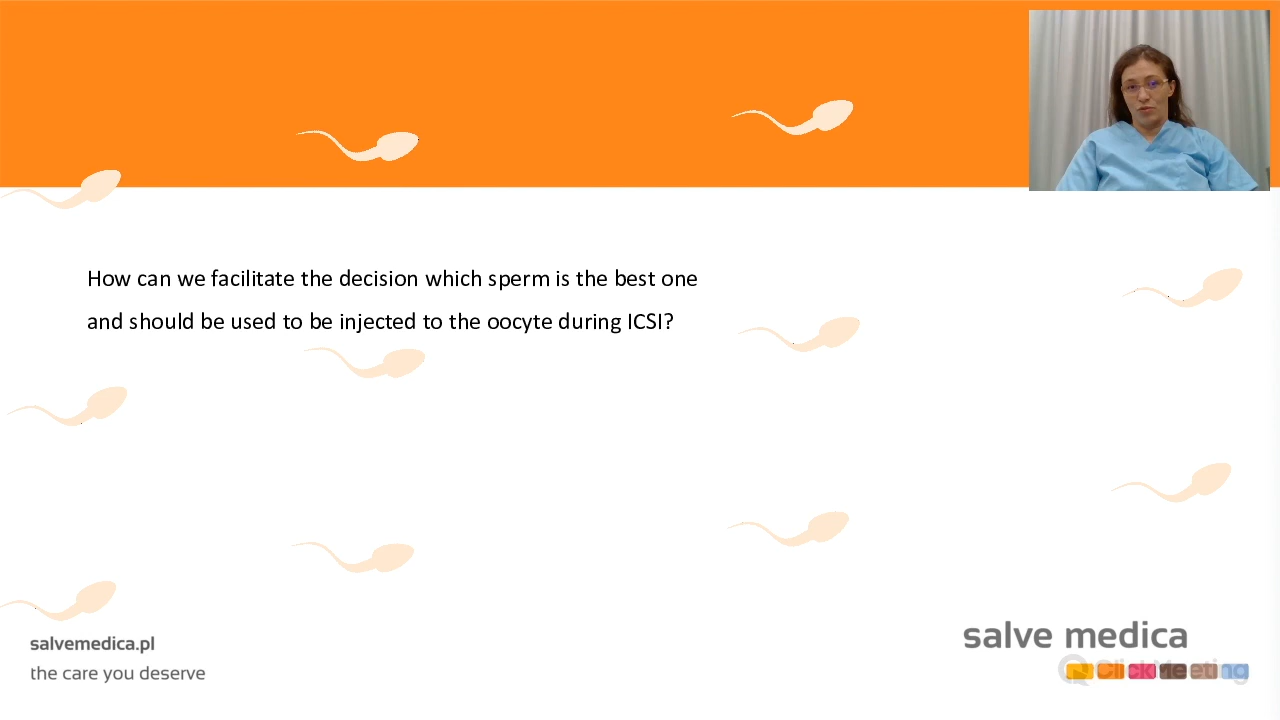 How can we facilitate the decision which sperm is the best one
and should be used to be injected to the oocyte during ICSI?
salvemedica.pl
the care you deserve
salve medica
ClickMeeting